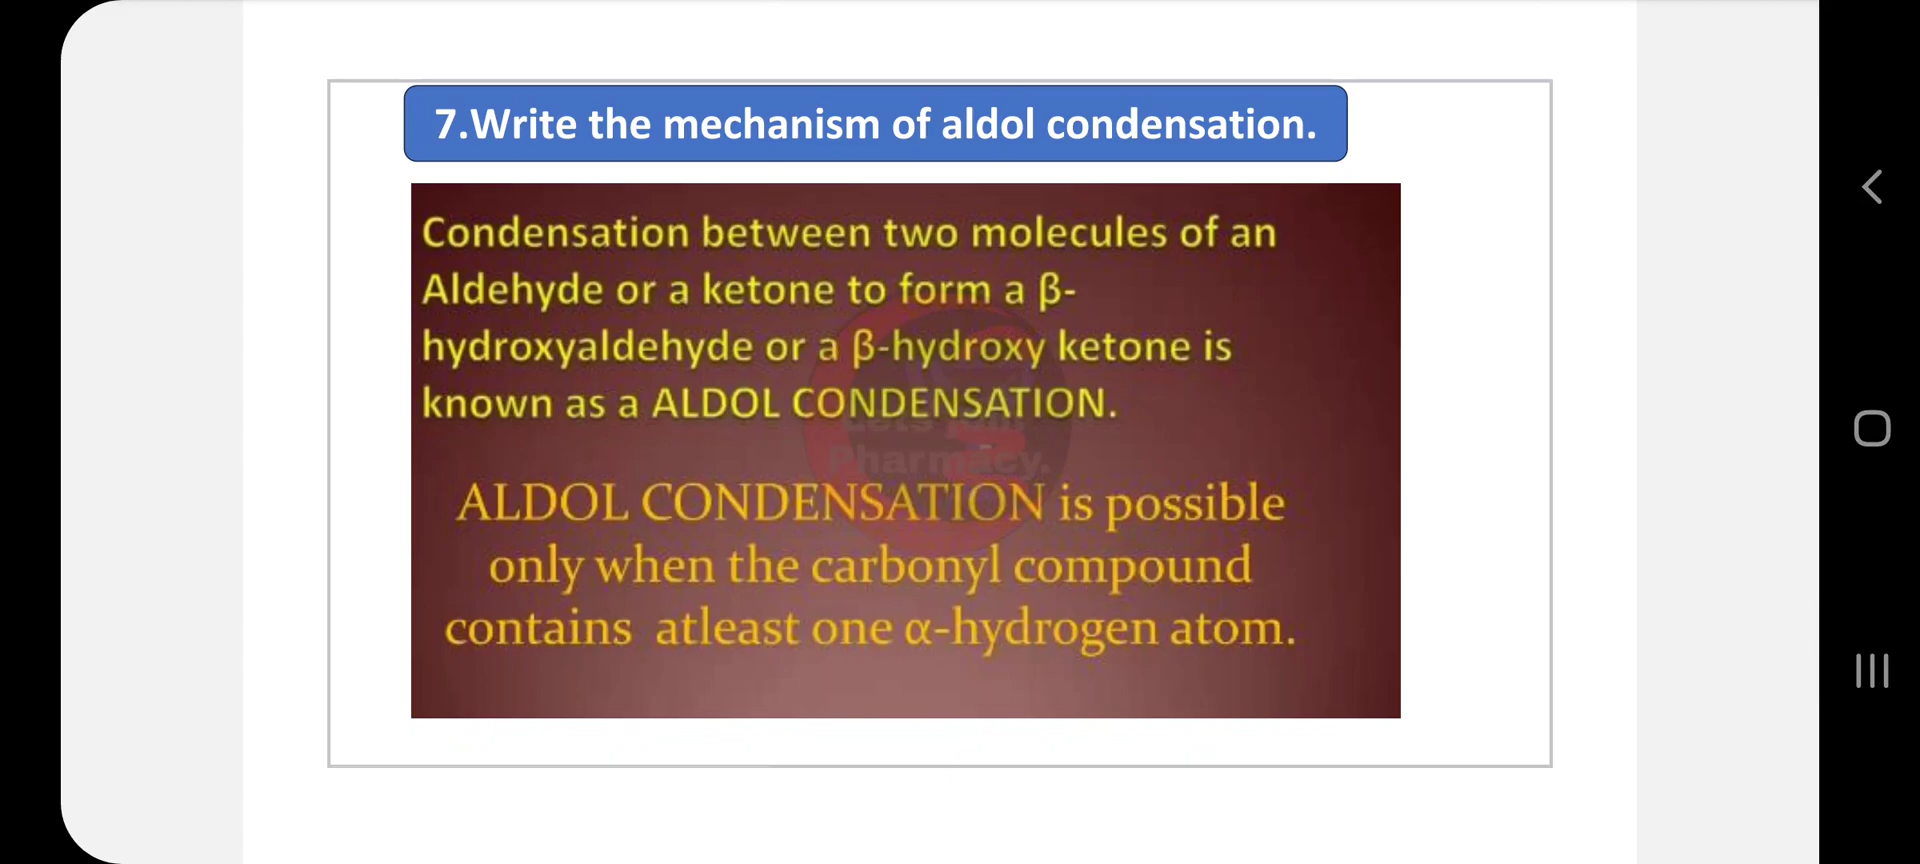 7.Write the mechanism of aldol condensation.
Condensation between two molecules of an
Aldehyde or a ketone to form a β-
hydroxyaldehyde or a β-hydroxy ketone is
known as a ALDOL CONDENSATION.
Pharmacy.
ALDOL CONDENSATION is possible
only when the carbonyl compound
contains atleast one α-hydrogen atom.